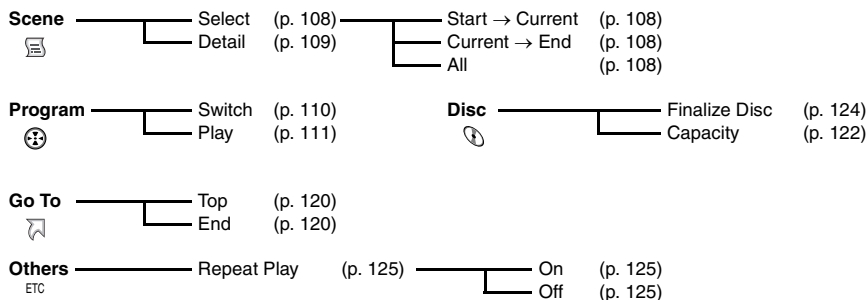 Scene Select (p. 108) Start → Current (p. 108)
Detail (p. 109) Current → End (p. 108)
All (p. 108)
Program Switch (p. 110) Disc Finalize Disc (p. 124)
Play (p. 111) Capacity (p. 122)
Go To Top (p. 120)
End (p. 120)
Others Repeat Play (p. 125) On (p. 125)
ETC Off (p. 125)